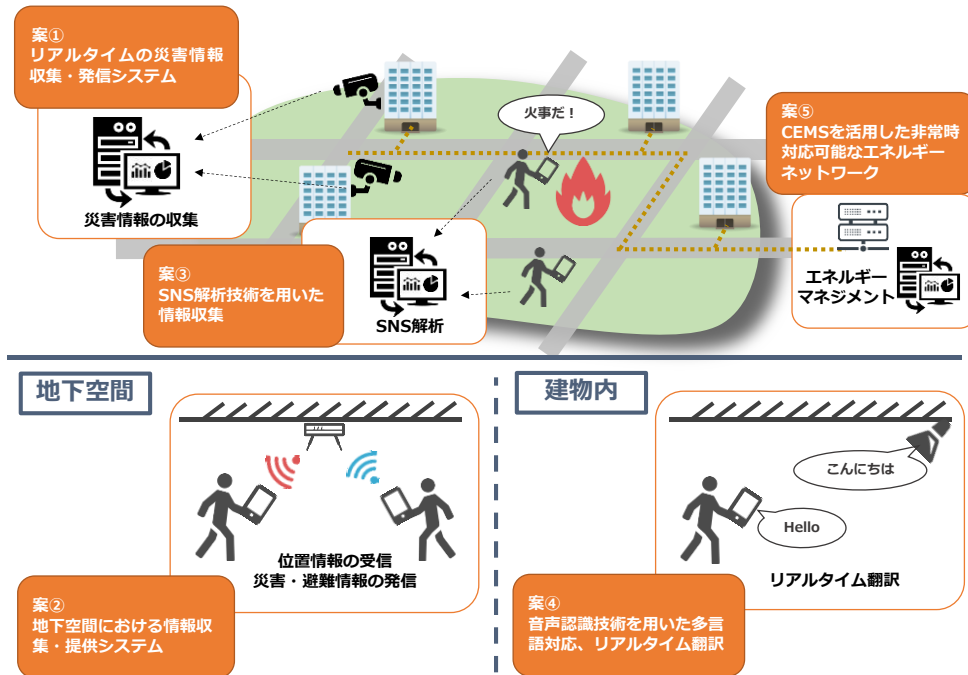 案①
リアルタイムの災害情報
収集・発信システム
災害情報の収集
火事だ！
案⑤
CEMSを活用した非常時
対応可能なエネルギー
ネットワーク
エネルギー
マネジメント
案③
SNS解析技術を用いた
情報収集
SNS解析
地下空間
位置情報の受信
災害・避難情報の発信
案②
地下空間における情報収
集・提供システム
建物内
こんにちは
Hello
リアルタイム翻訳
案④
音声認識技術を用いた多言
語対応、リアルタイム翻訳